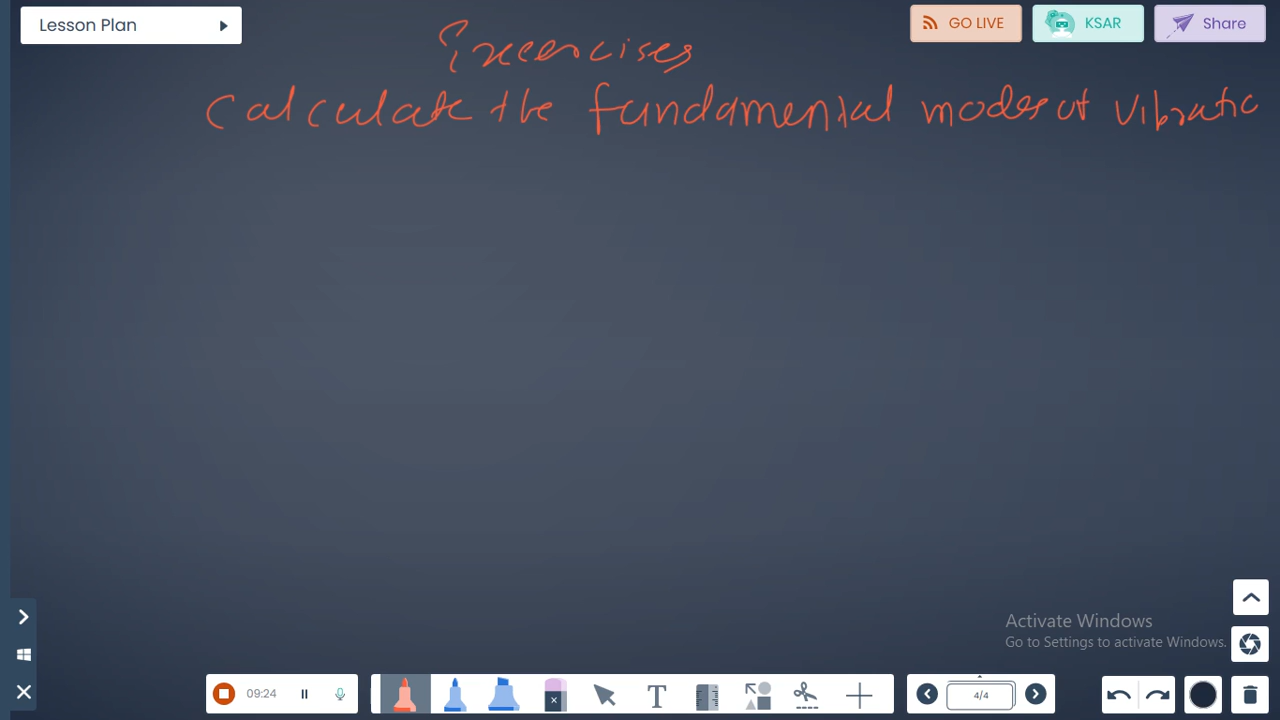 Lesson Plan
GO LIVE
KSAR
Share
Excercises
Calculate the fundamental modes of vibratio
Activate Windows
Go to Settings to activate Windows.
09:24
T
4/4